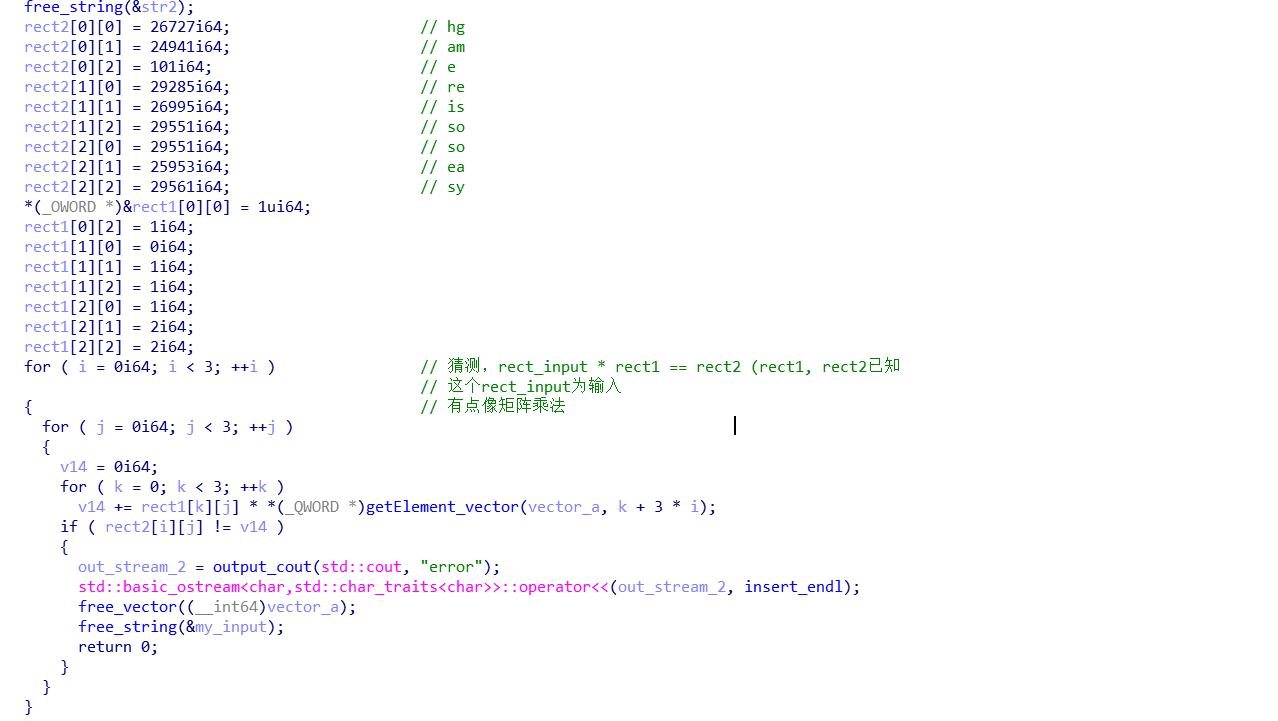 free_string(&str2);
rect2[0][0] = 26727i64; // hg
rect2[0][1] = 24941i64; // am
rect2[0][2] = 101i64; // e
rect2[1][0] = 29285i64; // re
rect2[1][1] = 26995i64; // is
rect2[1][2] = 29551i64; // so
rect2[2][0] = 29551i64; // so
rect2[2][1] = 25953i64; // ea
rect2[2][2] = 29561i64; // sy
*(_OWORD *)&rect1[0][0] = 1ui64;
rect1[0][2] = 1i64;
rect1[1][0] = 0i64;
rect1[1][1] = 1i64;
rect1[1][2] = 1i64;
rect1[2][0] = 1i64;
rect1[2][1] = 2i64;
rect1[2][2] = 2i64;
for ( i = 0i64; i < 3; ++i ) // 猜测，rect_input * rect1 == rect2 (rect1, rect2已知
// 这个rect_input为输入
{ // 有点像矩阵乘法
for ( j = 0i64; j < 3; ++j )
{
v14 = 0i64;
for ( k = 0; k < 3; ++k )
v14 += rect1[k][j] * *(_QWORD *)getElement_vector(vector_a, k + 3 * i);
if ( rect2[i][j] != v14 )
{
out_stream_2 = output_cout(std::cout, "error");
std::basic_ostream<char,std::char_traits<char>>::operator<<(out_stream_2, insert_endl);
free_vector((__int64)vector_a);
free_string(&my_input);
return 0;
}
}
}